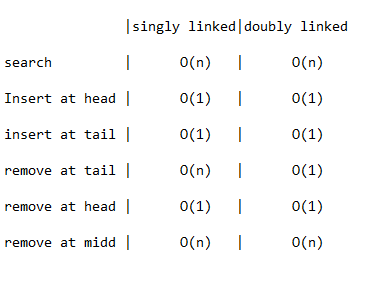 |singly linked|doubly linked
search | O(n) | O(n)
Insert at head | O(1) | O(1)
insert at tail | O(1) | O(1)
remove at tail | O(n) | O(1)
remove at head | O(1) | O(1)
remove at midd | O(n) | O(n)